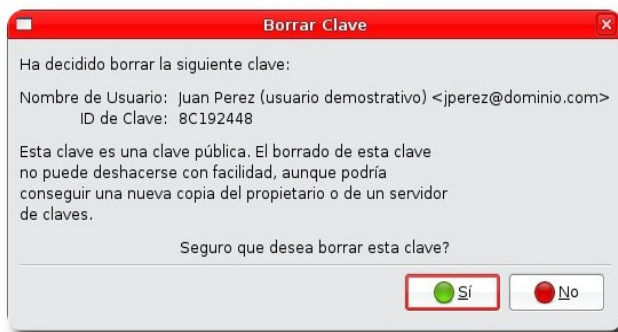 Borrar Clave
Ha decidido borrar la siguiente clave:
Nombre de Usuario: Juan Perez (usuario demostrativo) <jperez@dominio.com>
ID de Clave: 8C192448
Esta clave es una clave pública. El borrado de esta clave
no puede deshacerse con facilidad, aunque podría
conseguir una nueva copia del propietario o de un servidor
de claves.
Seguro que desea borrar esta clave?
Sí No